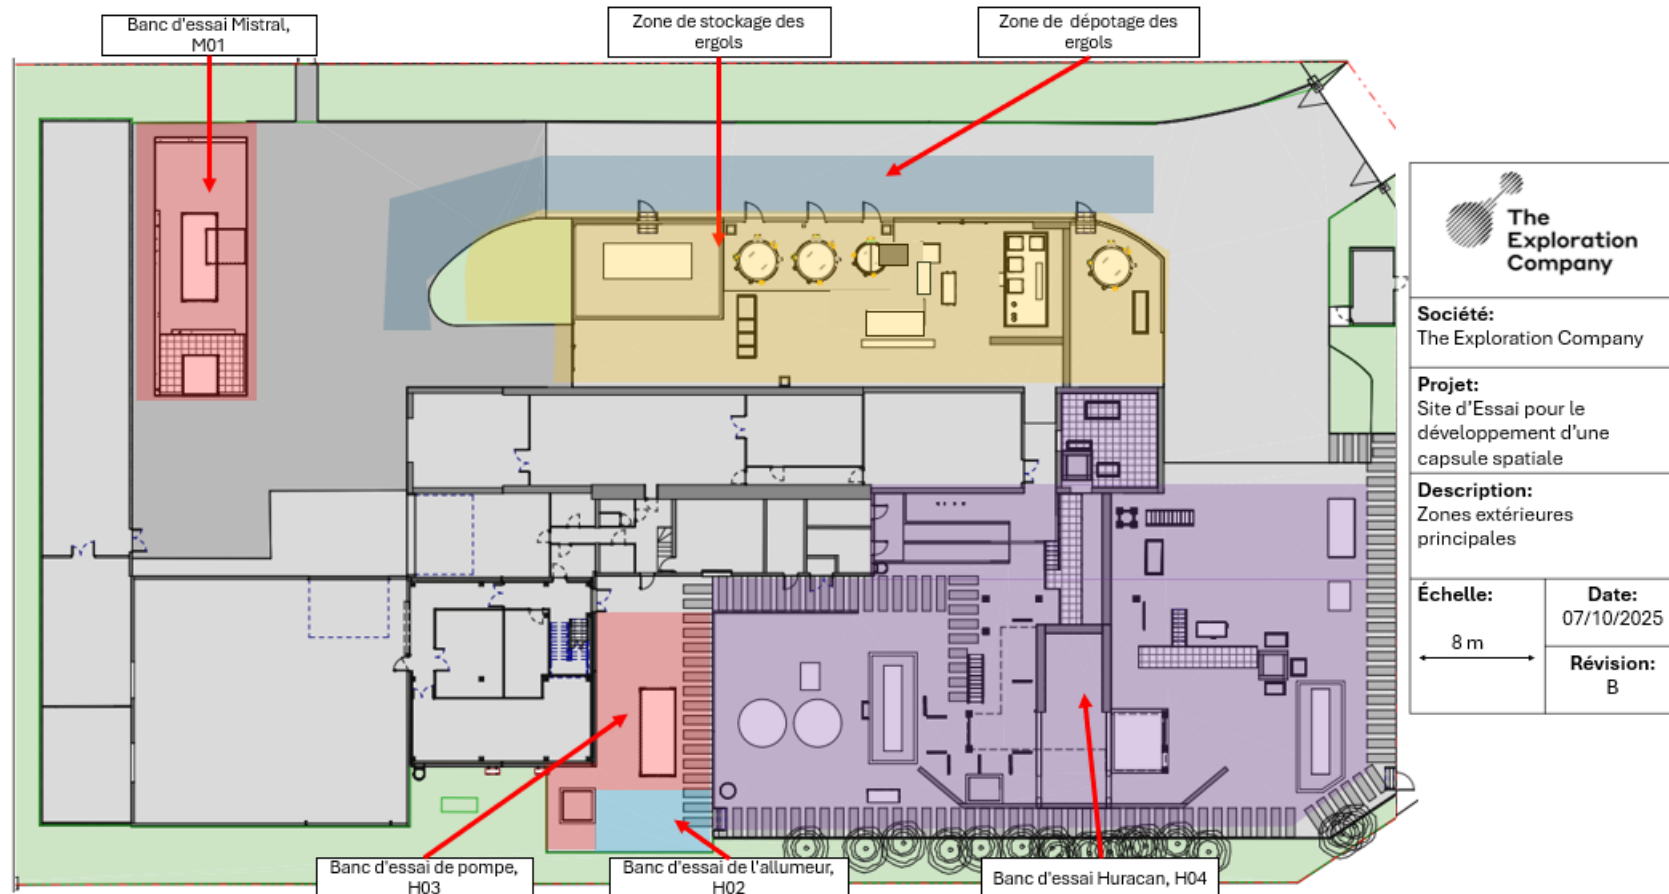 Banc d'essai Mistral,
M01
Zone de stockage des
ergols
Zone de dépotage des
ergols
The
Exploration
Company
Société:
The Exploration Company
Projet:
Site d'Essai pour le
développement d'une
capsule spatiale
Description:
Zones extérieures
principales
Échelle:
8 m
Date:
07/10/2025
Révision:
B
Banc d'essai de pompe,
H03
Banc d'essai de l'allumeur,
H02
Banc d'essai Huracan, H04